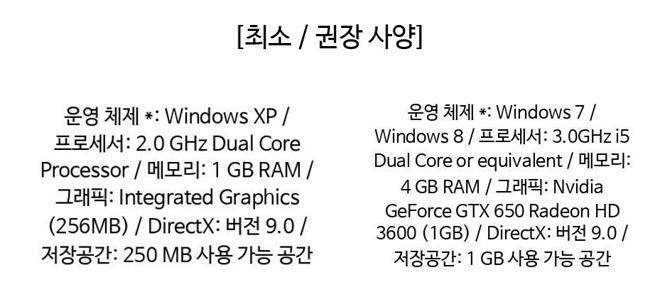 [최소 / 권장 사양]
운영 체제 *: Windows XP /
프로세서: 2.0 GHz Dual Core
Processor / 메모리: 1 GB RAM /
그래픽: Integrated Graphics
(256MB) / DirectX: 버전 9.0 /
저장공간: 250 MB 사용 가능 공간
운영 체제 *: Windows 7 /
Windows 8 / 프로세서: 3.0GHz i5
Dual Core or equivalent / 메모리:
4 GB RAM / 그래픽: Nvidia
GeForce GTX 650 Radeon HD
3600 (1GB) / DirectX: 버전 9.0 /
저장공간: 1 GB 사용 가능 공간